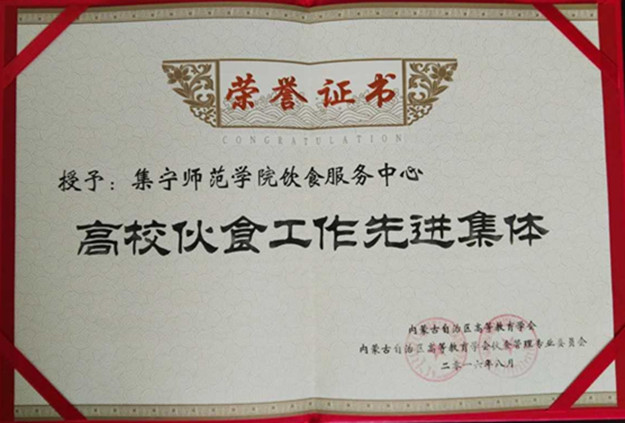 荣誉证书
CONGRATULATION
授予：集宁师范学院饮食服务中心
高校伙食工作先进集体
内蒙古自治区高等教育学会
内蒙古自治区高等教育学会伙食管理专业委员会
二零一六年八月